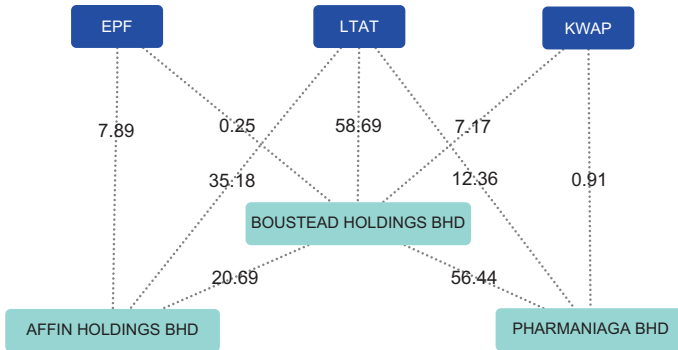 EPF
LTAT
KWAP
7.89
0.25
58.69
7.17
35.18
12.36
0.91
BOUSTEAD HOLDINGS BHD
20.69
56.44
AFFIN HOLDINGS BHD
PHARMANIAGA BHD